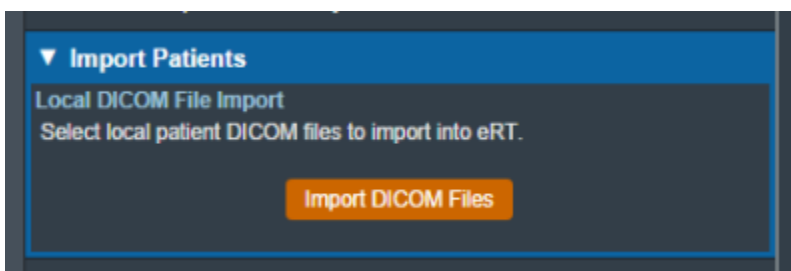 ▼ Import Patients
Local DICOM File Import
Select local patient DICOM files to import into eRT.
Import DICOM Files